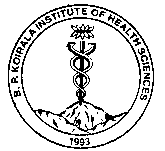 B. P. KOIRALA INSTITUTE OF HEALTH SCIENCES
1993